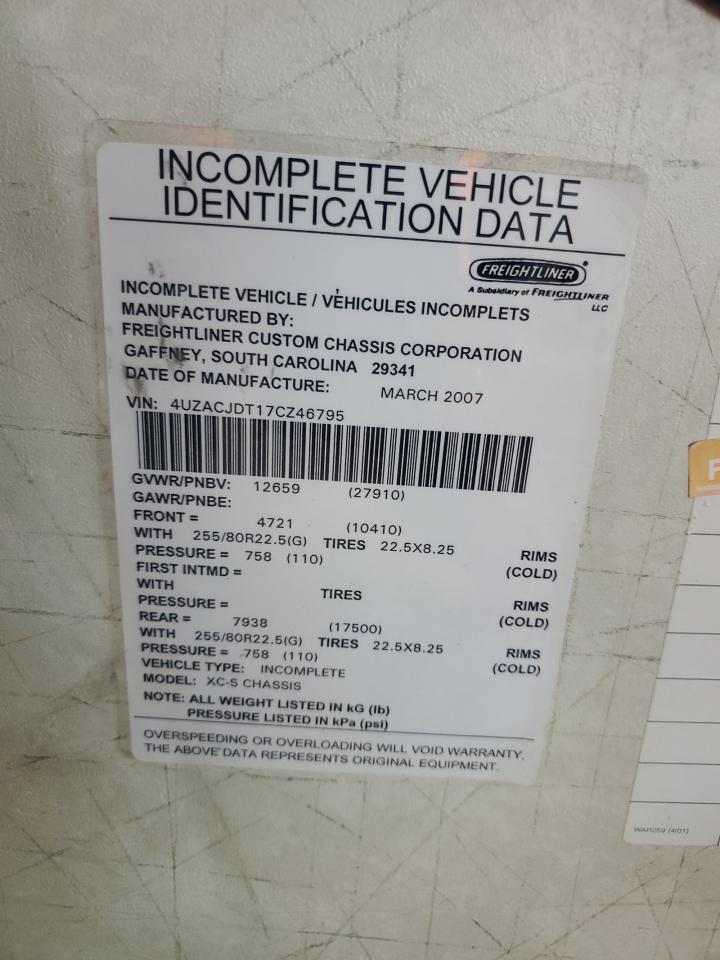 INCOMPLETE VEHICLE
IDENTIFICATION DATA
FREIGHTLINER
A Subsidiary of FREIGHTLINER
LLC
INCOMPLETE VEHICLE / VÉHICULES INCOMPLETS
MANUFACTURED BY:
FREIGHTLINER CUSTOM CHASSIS CORPORATION
GAFFNEY, SOUTH CAROLINA 29341
DATE OF MANUFACTURE: MARCH 2007
VIN: 4UZACJDT17CZ46795
GVWR/PNBV: 12659 (27910)
GAWR/PNBE:
FRONT = 4721 (10410)
WITH 255/80R22.5(G) TIRES 22.5X8.25 RIMS
PRESSURE = 758 (110) (COLD)
FIRST INTMD =
WITH TIRES RIMS
PRESSURE = (COLD)
REAR = 7938 (17500)
WITH 255/80R22.5(G) TIRES 22.5X8.25 RIMS
PRESSURE = 758 (110) (COLD)
VEHICLE TYPE: INCOMPLETE
MODEL: XC-S CHASSIS
NOTE: ALL WEIGHT LISTED IN kG (lb)
PRESSURE LISTED IN kPa (psi)
OVERSPEEDING OR OVERLOADING WILL VOID WARRANTY.
THE ABOVE DATA REPRESENTS ORIGINAL EQUIPMENT.
F
WAR259 (4/01)